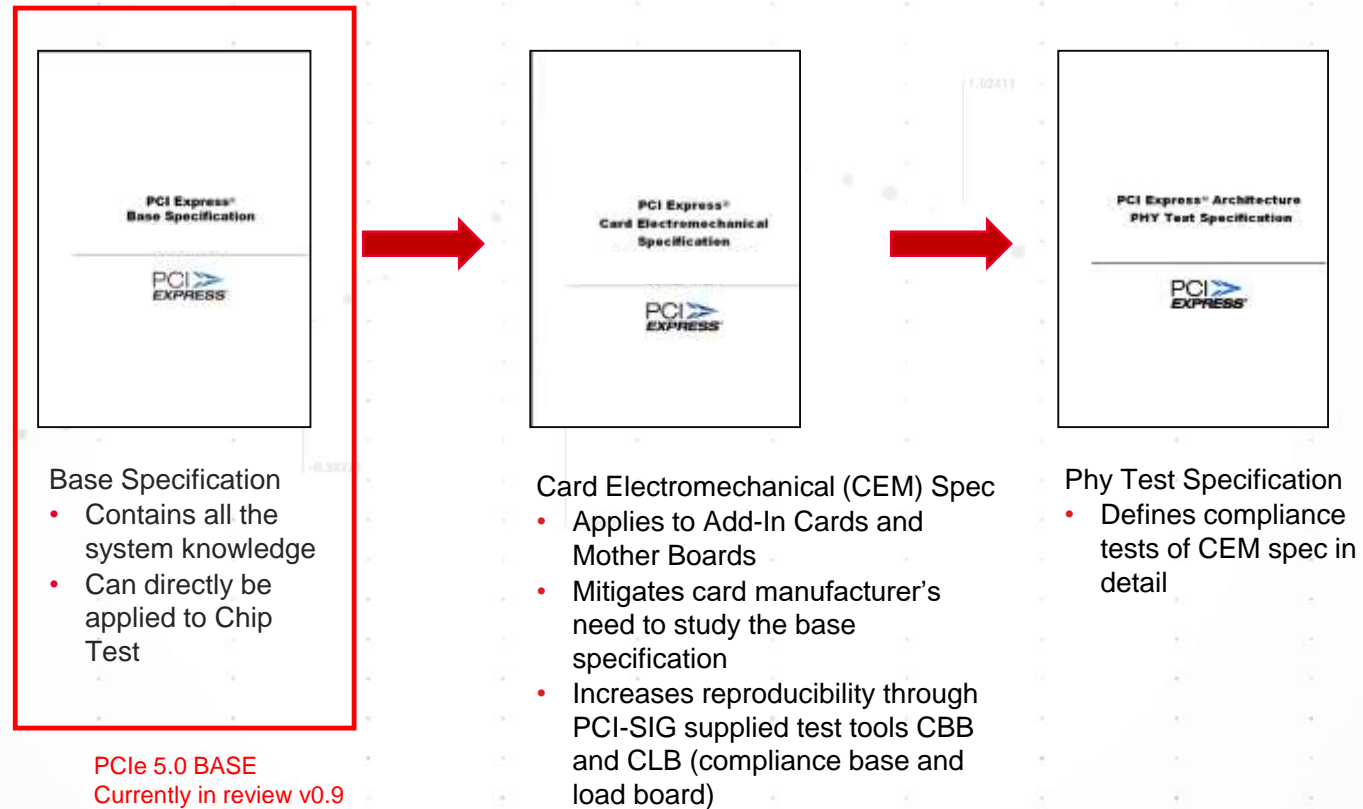 PCI Express®
Base Specification
PCI
EXPRESS
Base Specification
• Contains all the
system knowledge
• Can directly be
applied to Chip
Test
PCIe 5.0 BASE
Currently in review v0.9
PCI Express®
Card Electromechanical
Specification
PCI
EXPRESS®
Card Electromechanical (CEM) Spec
• Applies to Add-In Cards and
Mother Boards
• Mitigates card manufacturer's
need to study the base
specification
• Increases reproducibility through
PCI-SIG supplied test tools CBB
and CLB (compliance base and
load board)
1.02411
PCI Express® Architecture
PHY Test Specification
PCI
EXPRESS®
Phy Test Specification
• Defines compliance
tests of CEM spec in
detail